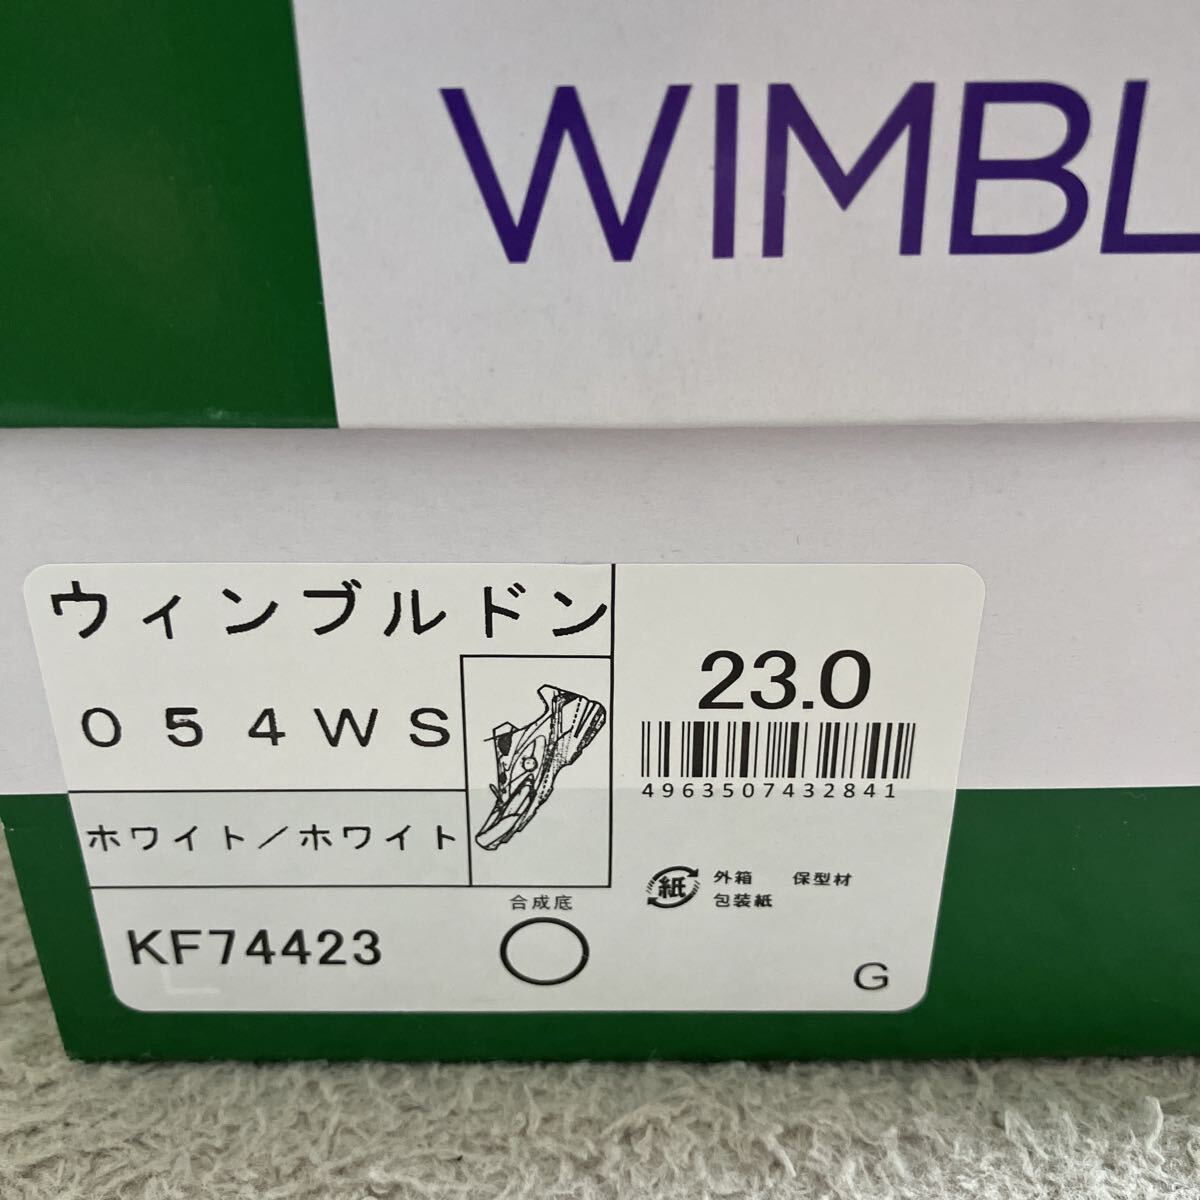 WIMBL
ウィンブルドン
054WS
23.0
4963507432841
ホワイト/ホワイト
紙
外箱 保型材
包装紙
合成底
KF74423
G